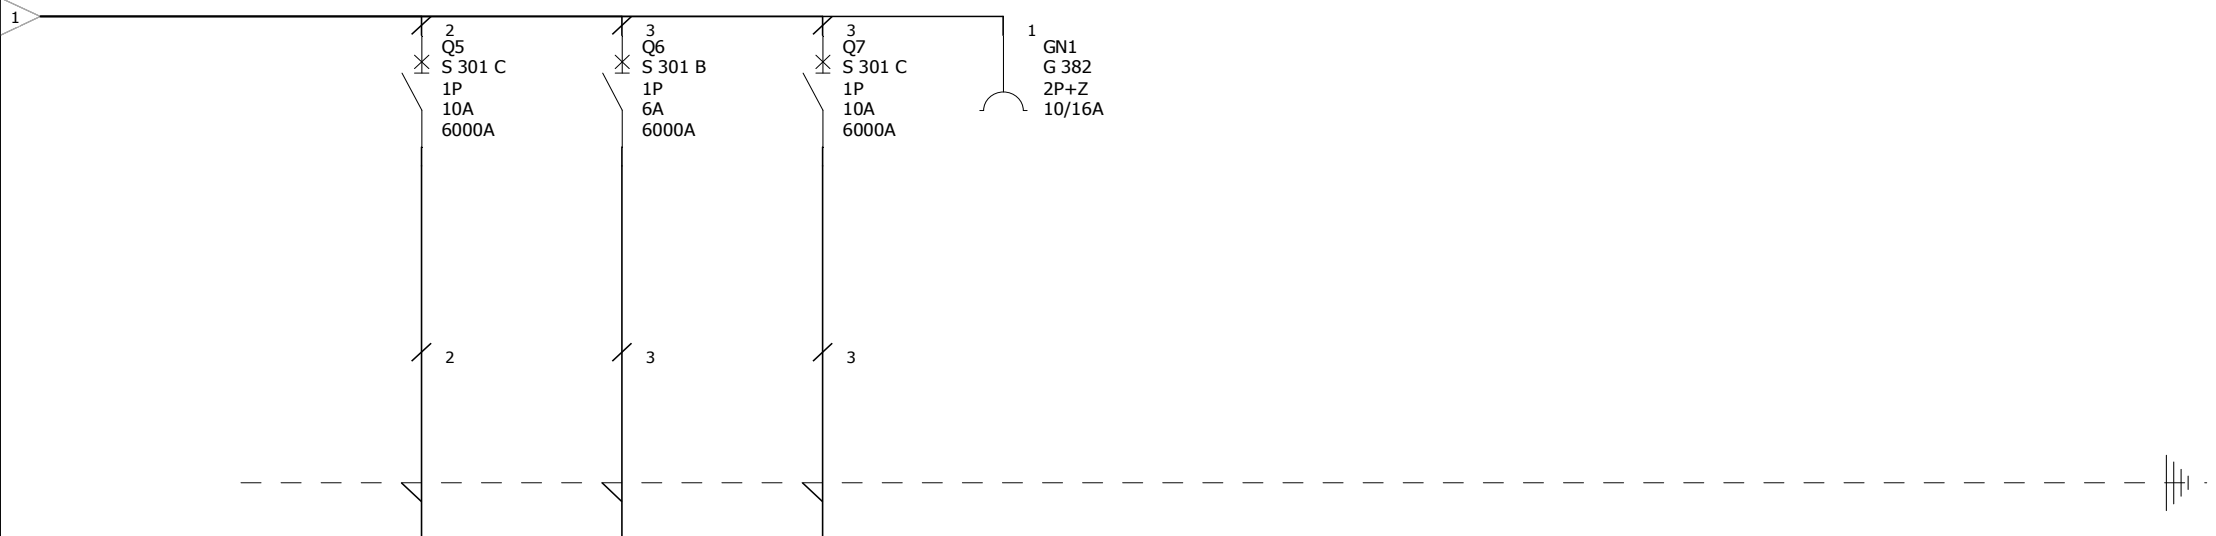 1
2
Q5
S 301 C
1P
10A
6000A
3
Q6
S 301 B
1P
6A
6000A
3
Q7
S 301 C
1P
10A
6000A
1
GN1
G 382
2P+Z
10/16A
2
3
3